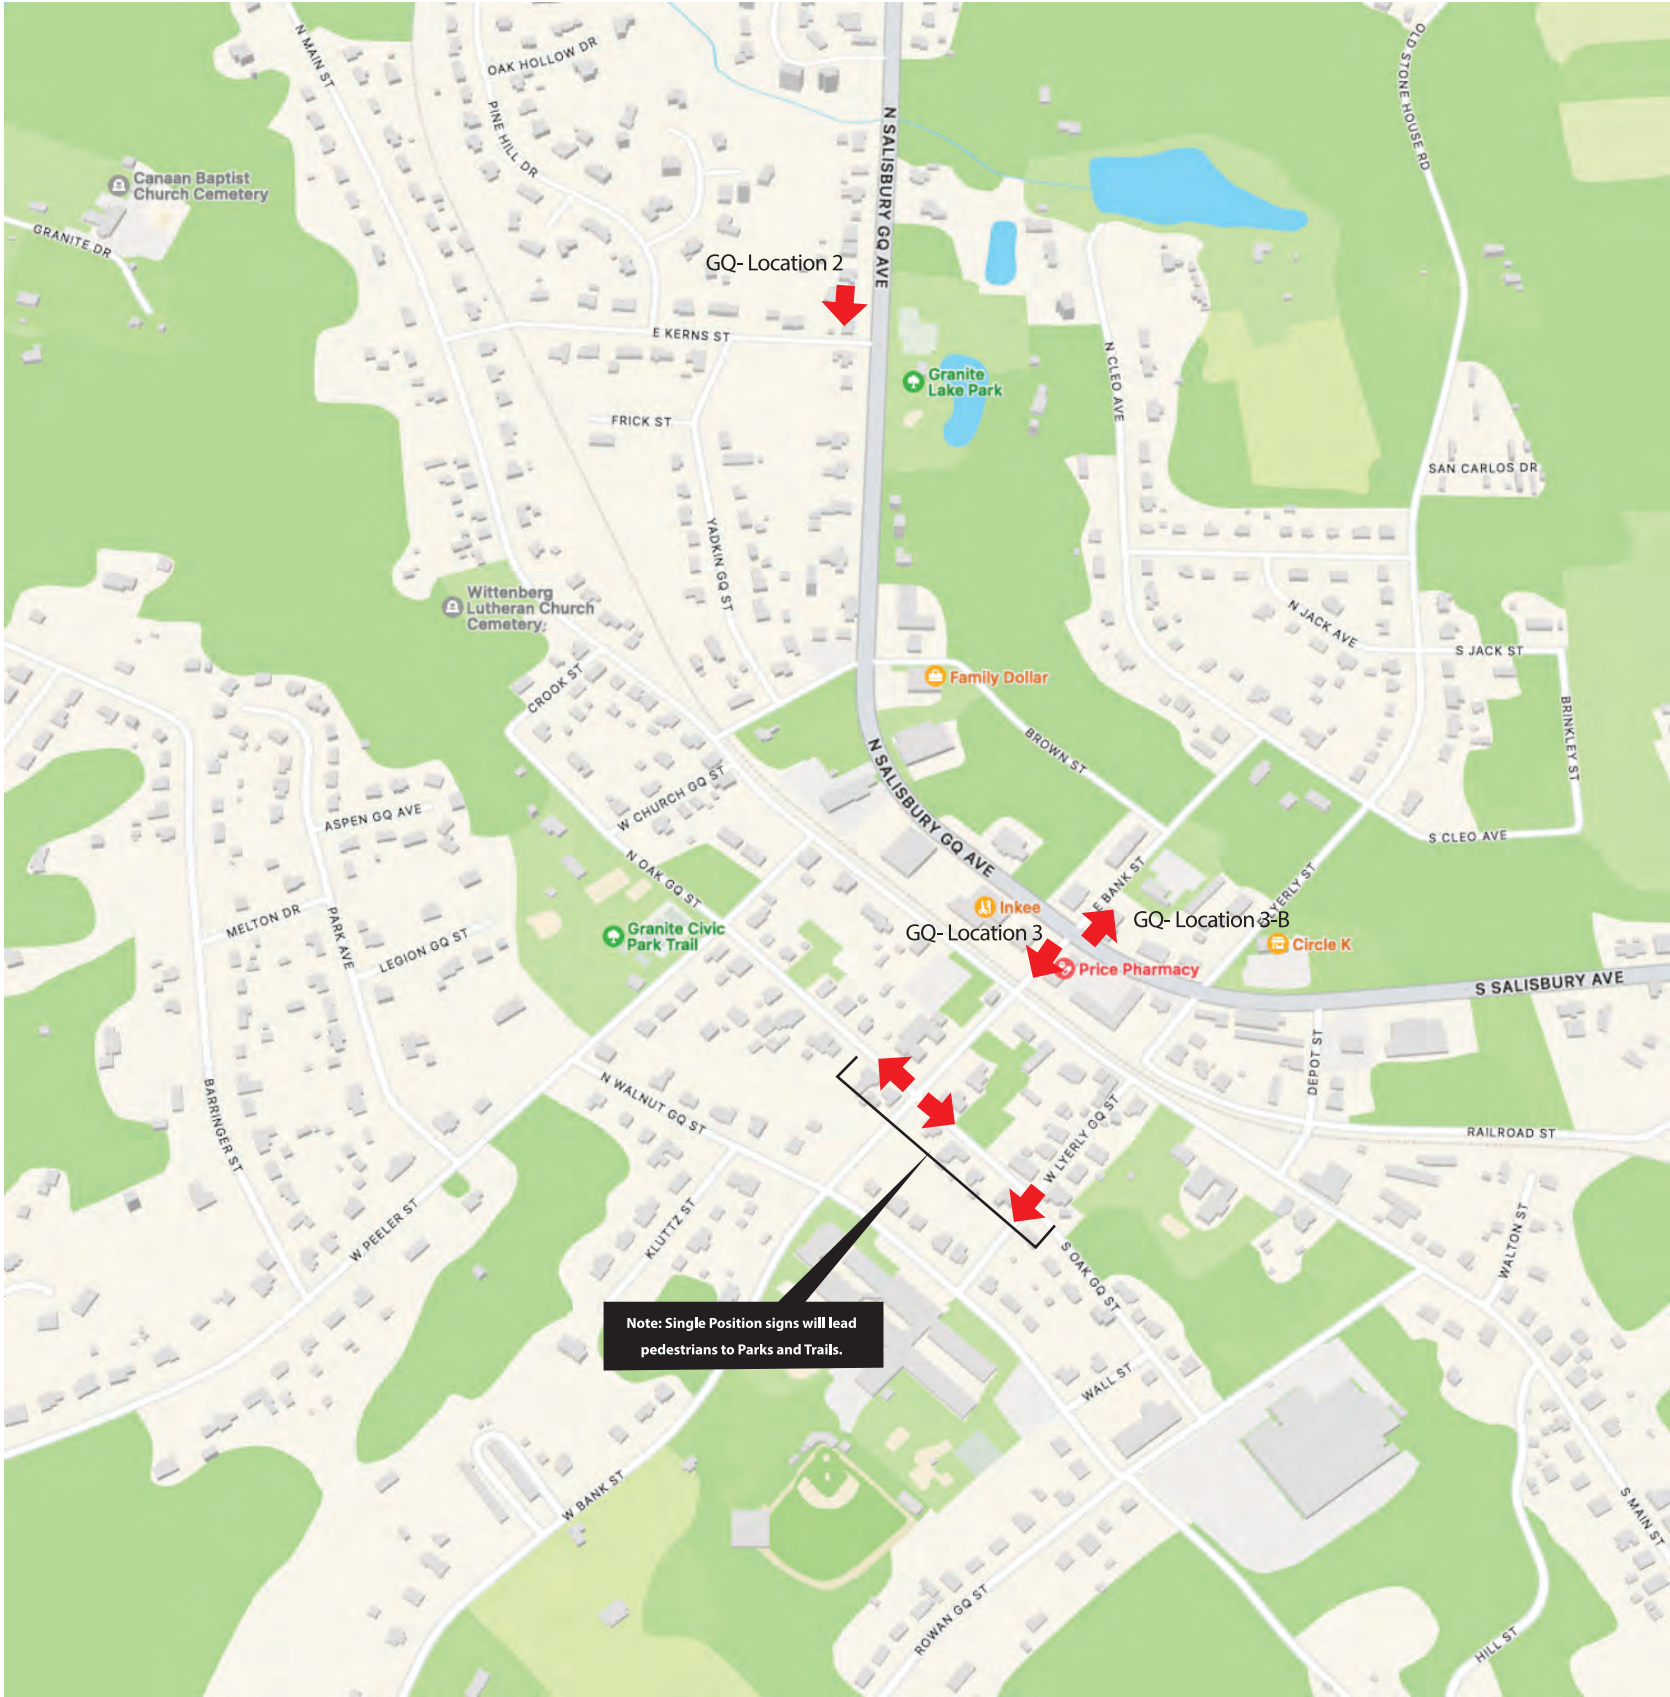 N MAIN ST
OAK HOLLOW DR
PINE HILL DR
N SALISBURY GQ AVE
OLD STONE HOUSE RD
Canaan Baptist
Church Cemetery
GRANITE DR
GQ- Location 2
E KERNS ST
Granite
Lake Park
N CLEO AVE
FRICK ST
SAN CARLOS DR
YADKIN GQ ST
Wittenberg
Lutheran Church
Cemetery
N JACK AVE
S JACK ST
CROOK ST
Family Dollar
BRINKLEY ST
BROWN ST
N SALISBURY GQ AVE
W CHURCH GQ ST
ASPEN GQ AVE
S CLEO AVE
N OAK GQ ST
E BANK ST
YERLY ST
MELTON DR
PARK AVE
LEGION GQ ST
Granite Civic
Park Trail
Inkee
GQ- Location 3
GQ- Location 3-B
Circle K
Price Pharmacy
S SALISBURY AVE
DEPOT ST
BARRINGER ST
N WALNUT GQ ST
RAILROAD ST
W LYERLY GQ ST
W PEELER ST
KLUTTZ ST
WALTON ST
S OAK GQ ST
Note: Single Position signs will lead
pedestrians to Parks and Trails.
WALL ST
W BANK ST
S MAIN ST
ROWAN GQ ST
HILL ST